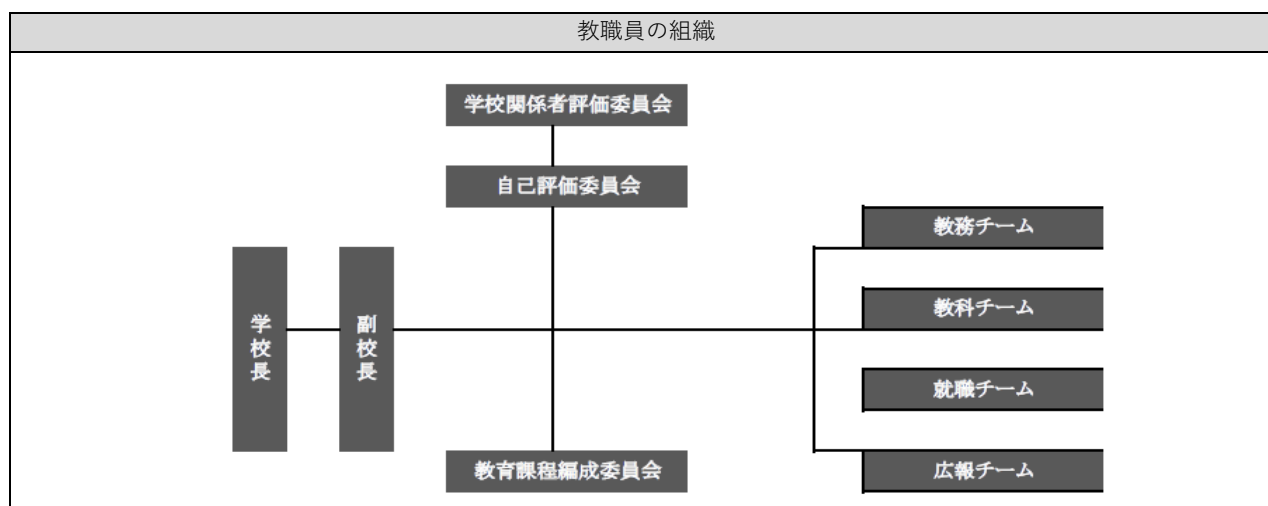 教職員の組織
学校関係者評価委員会
自己評価委員会
教務チーム
学校長
副校長
教科チーム
就職チーム
教育課程編成委員会
広報チーム